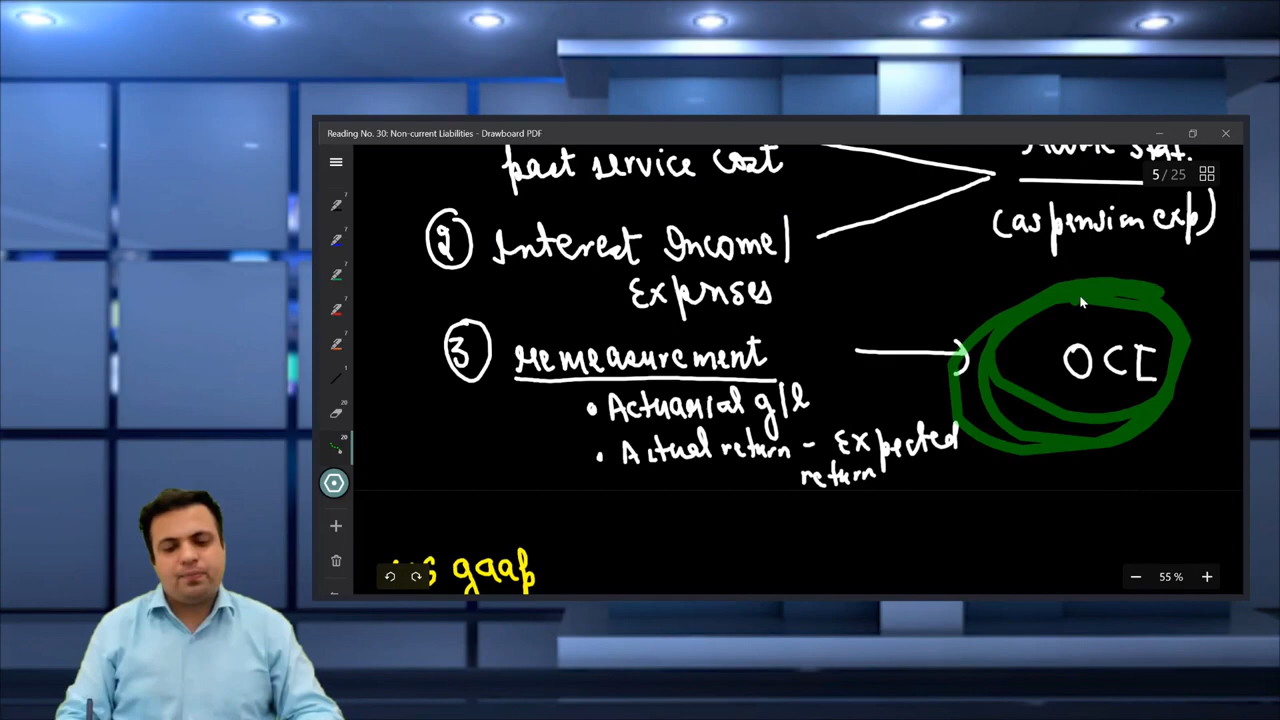 Reading No. 30: Non-current Liabilities - Drawboard PDF
5 / 25
past service cost
(as pension exp)
② Interest Income/
Expenses
③ Remeasurement
OCI
• Actuarial g/l
• Actual return - Expected
return
gaap
55 %